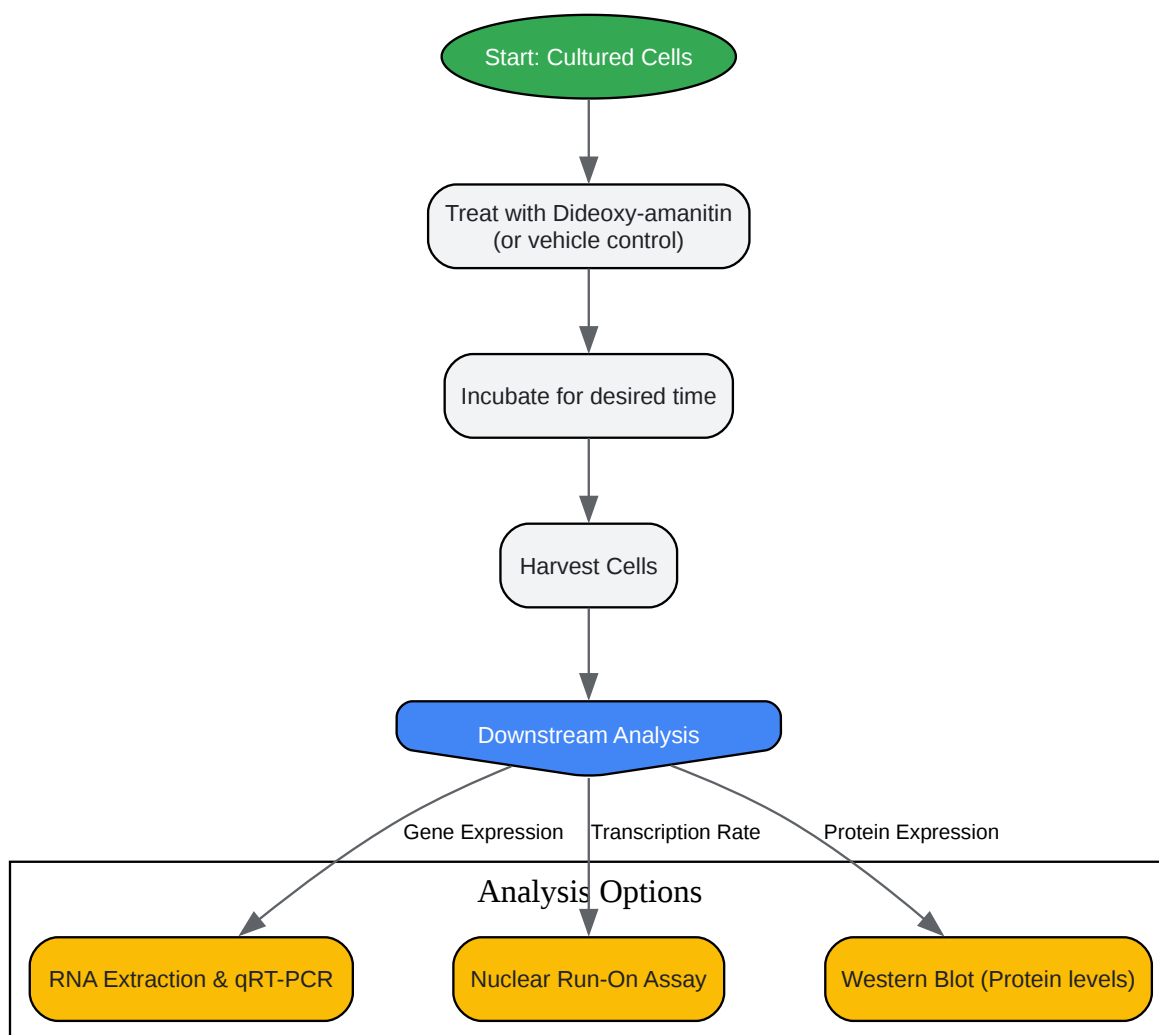 Start: Cultured Cells
Treat with Dideoxy-amanitin
(or vehicle control)
Incubate for desired time
Harvest Cells
Downstream Analysis
Gene Expression
Transcription Rate
Protein Expression
Analysis Options
RNA Extraction & qRT-PCR
Nuclear Run-On Assay
Western Blot (Protein levels)